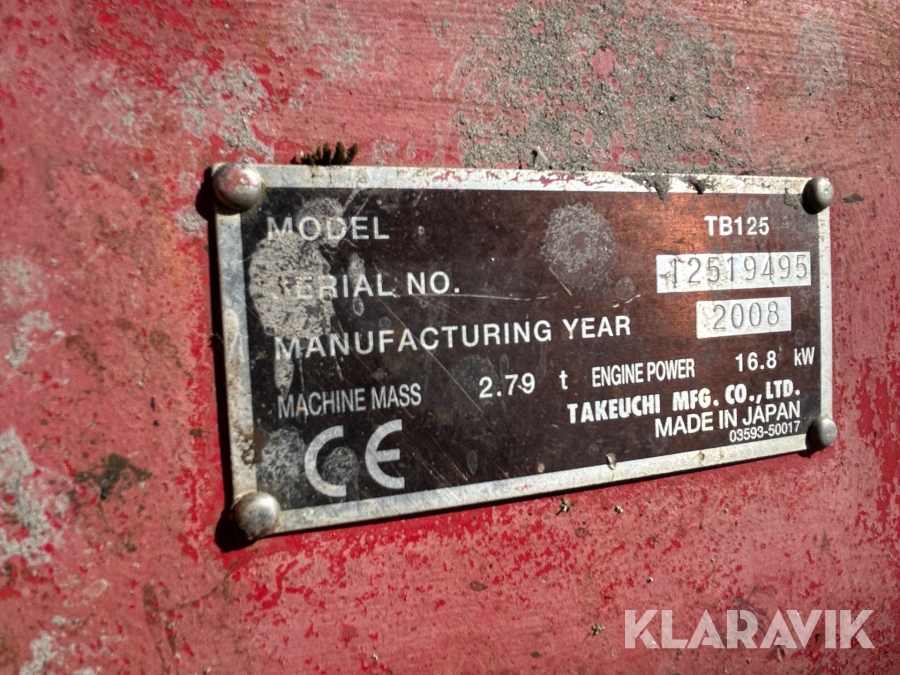 MODEL TB125
SERIAL NO. 12519495
MANUFACTURING YEAR 2008
MACHINE MASS 2.79 t ENGINE POWER 16.8 kW
TAKEUCHI MFG. CO.,LTD.
MADE IN JAPAN
03593-50017
CE
KLARAVIK